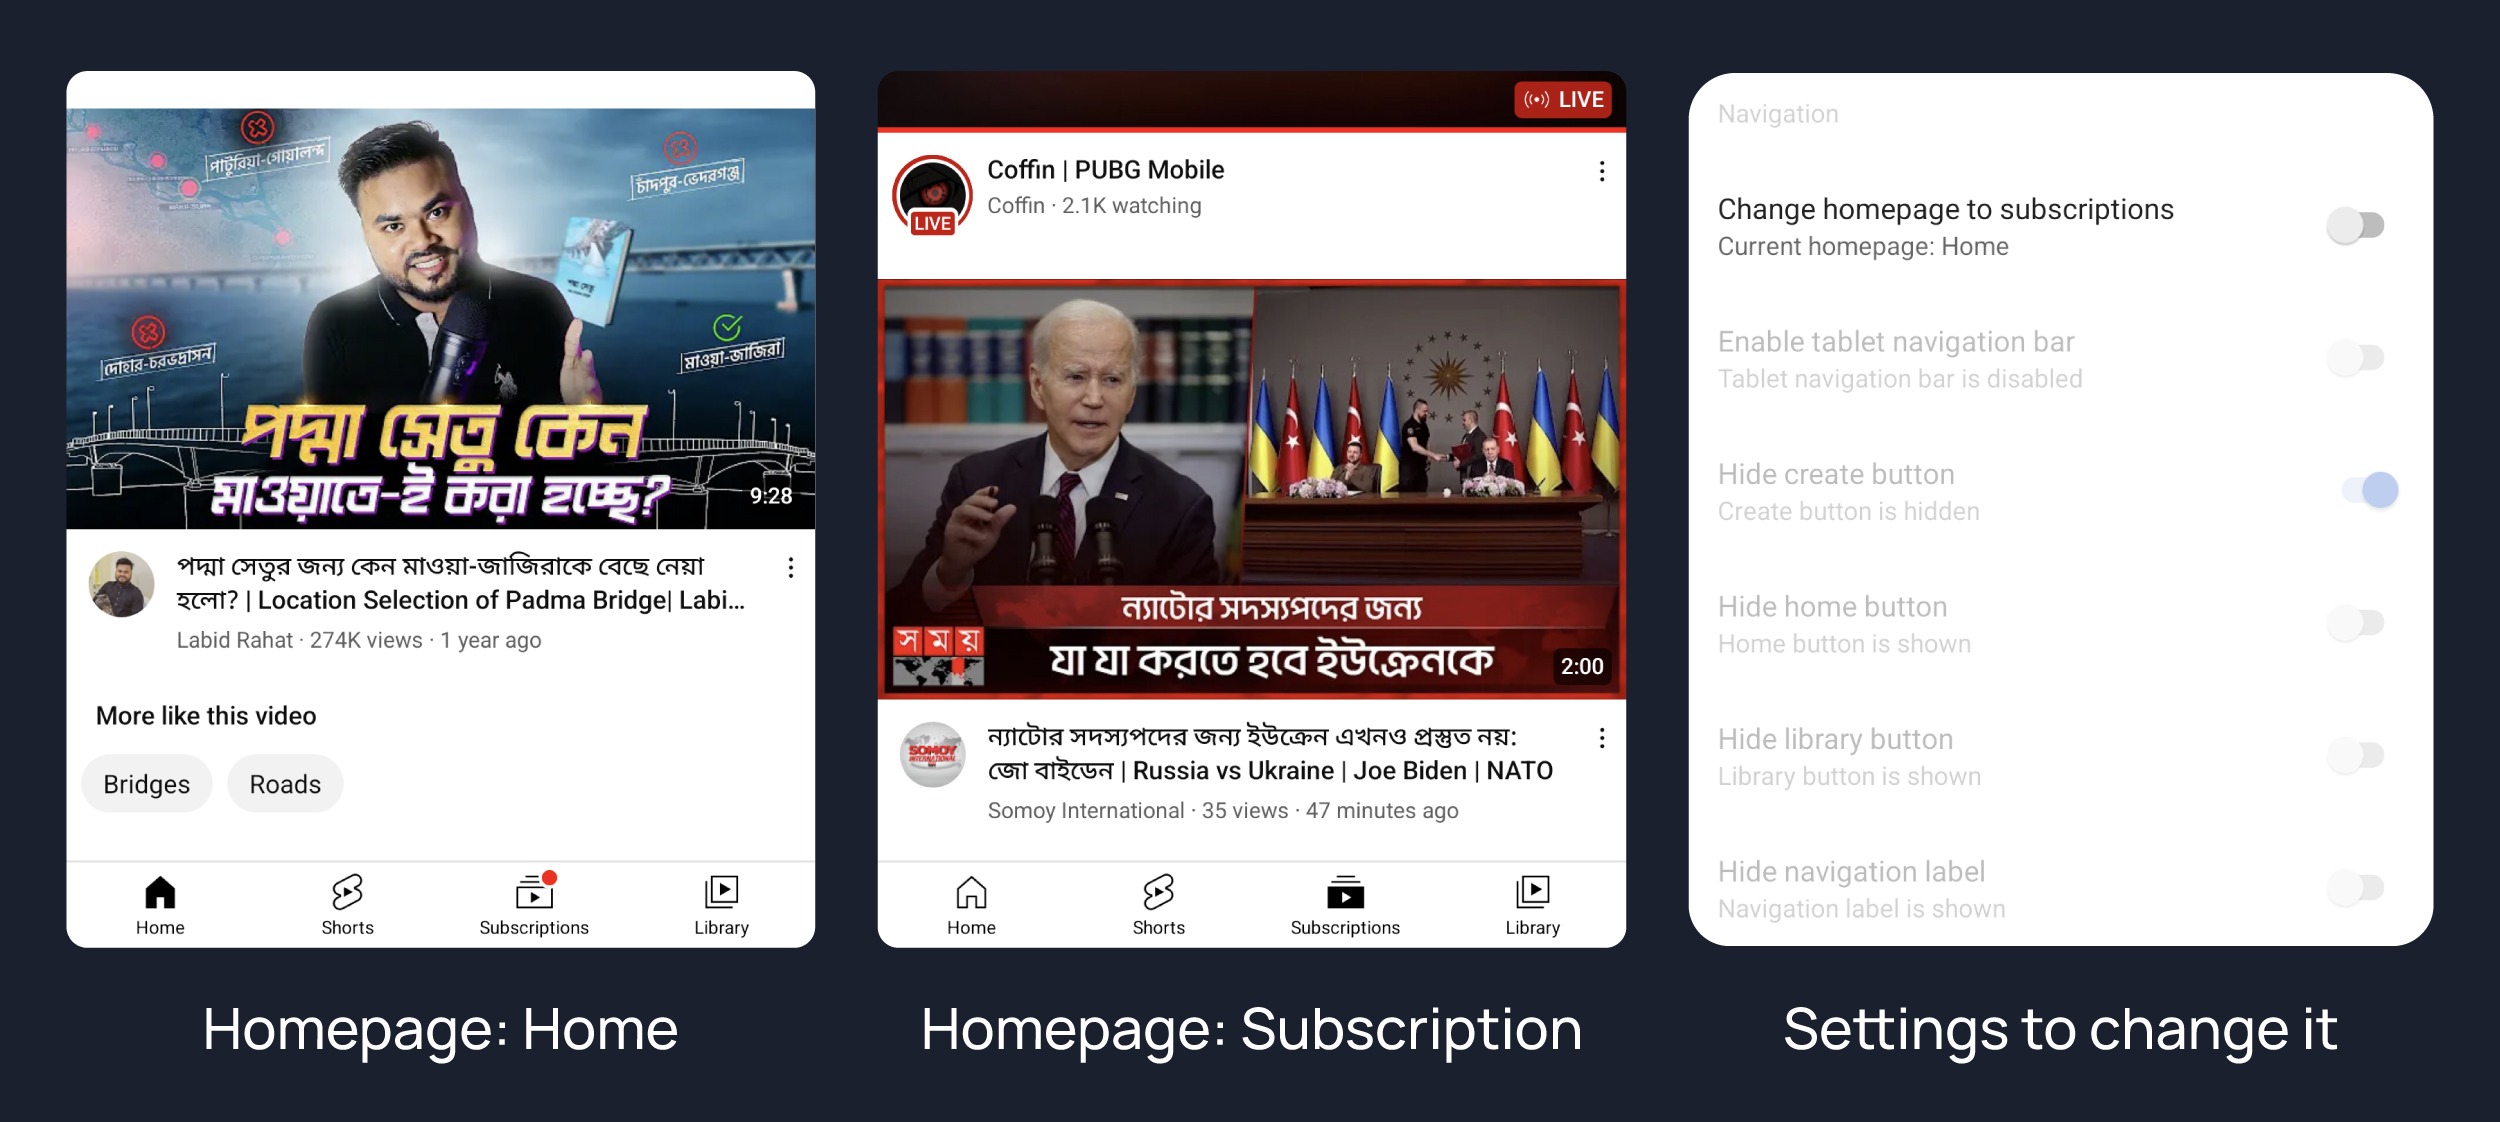 পাটুরিয়া-গোয়ালন্দ
চাঁদপুর-ভেদরগঞ্জ
পদ্মা সেতু
দোহার-চরভদ্রাসন
মাওয়া-জাজিরা
পদ্মা সেতু কেন
মাওয়াতে-ই করা হচ্ছে?
9:28
পদ্মা সেতুর জন্য কেন মাওয়া-জাজিরাকে বেছে নেয়া
হলো? | Location Selection of Padma Bridge| Labi...
Labid Rahat · 274K views · 1 year ago
More like this video
Bridges
Roads
Home
Shorts
Subscriptions
Library
Homepage: Home
LIVE
Coffin | PUBG Mobile
Coffin · 2.1K watching
LIVE
ন্যাটোর সদস্যপদের জন্য
সময়
যা যা করতে হবে ইউক্রেনকে
2:00
ন্যাটোর সদস্যপদের জন্য ইউক্রেন এখনও প্রস্তুত নয়:
জো বাইডেন | Russia vs Ukraine | Joe Biden | NATO
SOMOY
INTERNATIONAL
Somoy International · 35 views · 47 minutes ago
Home
Shorts
Subscriptions
Library
Homepage: Subscription
Navigation
Change homepage to subscriptions
Current homepage: Home
Enable tablet navigation bar
Tablet navigation bar is disabled
Hide create button
Create button is hidden
Hide home button
Home button is shown
Hide library button
Library button is shown
Hide navigation label
Navigation label is shown
Settings to change it